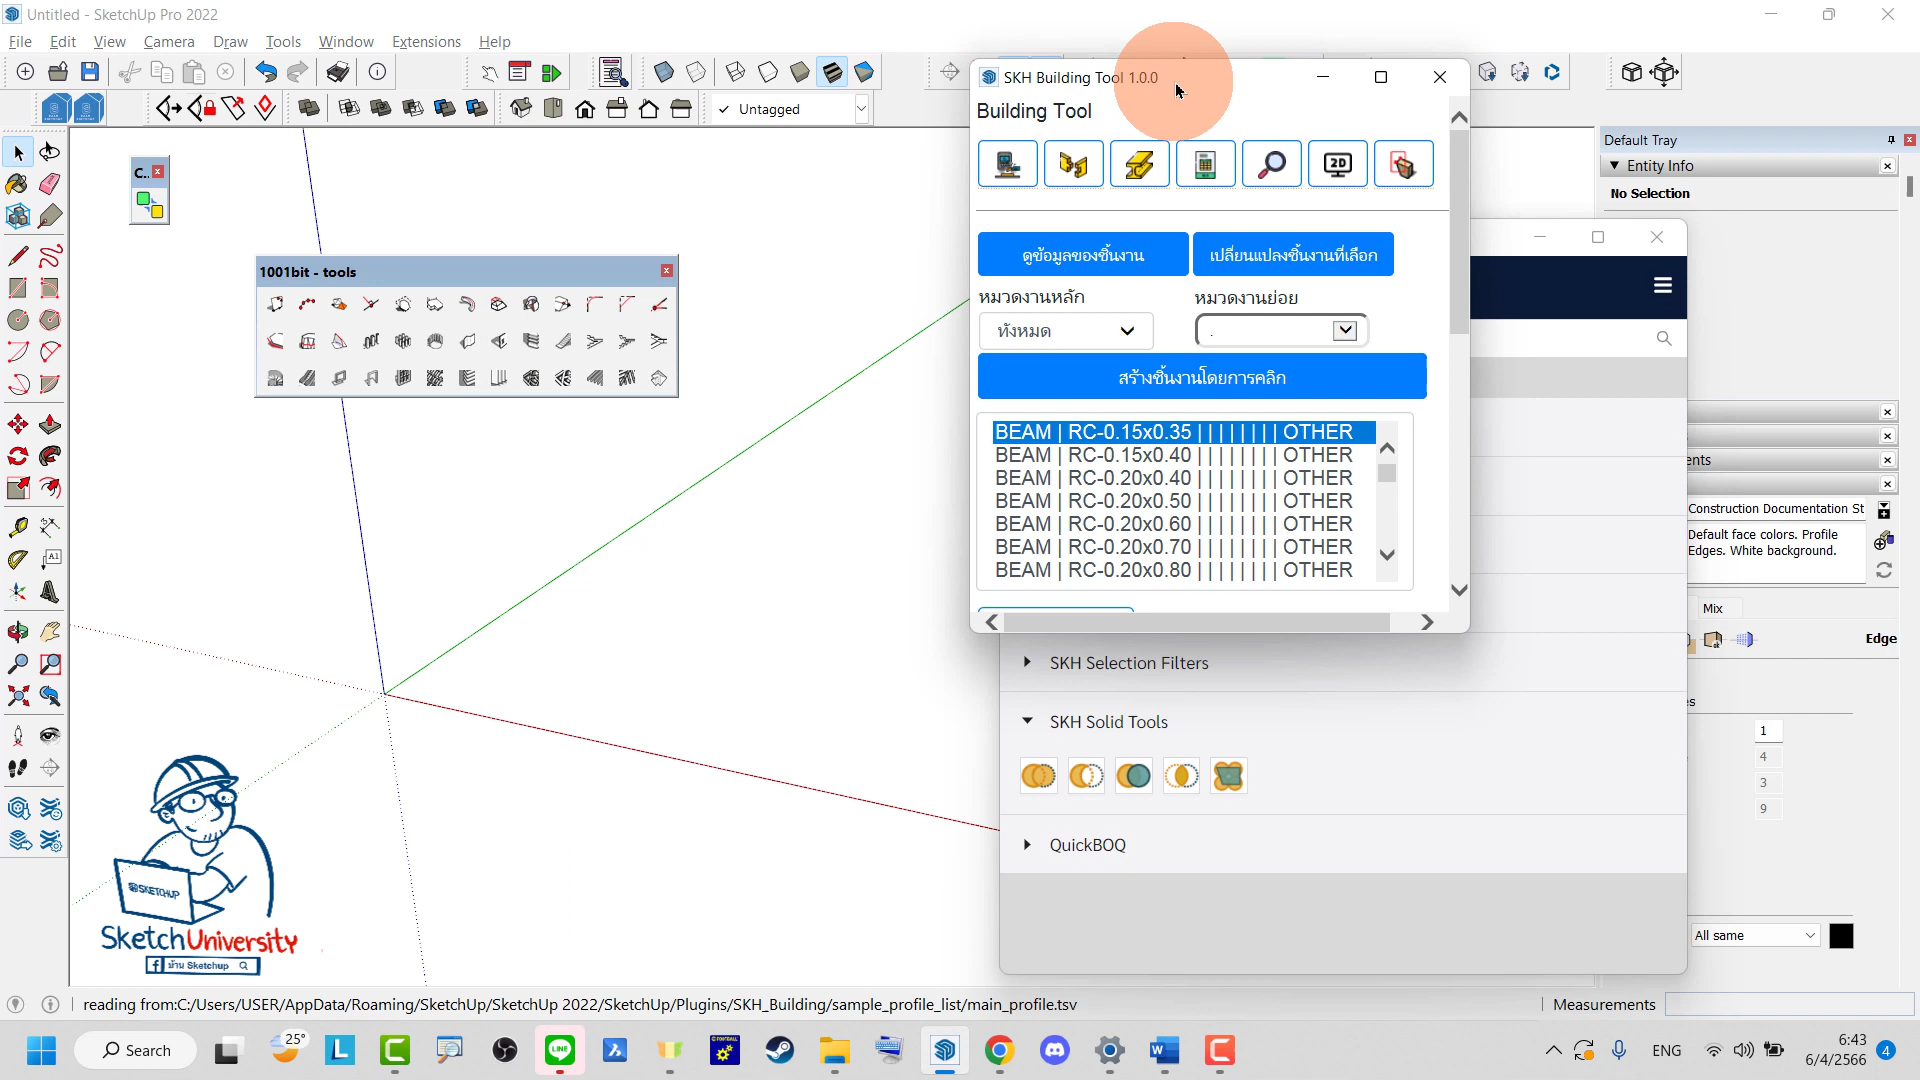 Untitled - SketchUp Pro 2022
File Edit View Camera Draw Tools Window Extensions Help
✓ Untagged
C..
1001bit - tools
SKH Building Tool 1.0.0
Building Tool
2D
ดูข้อมูลของชิ้นงาน
เปลี่ยนแปลงชิ้นงานที่เลือก
หมวดงานหลัก
หมวดงานย่อย
ทั้งหมด
.
สร้างชิ้นงานโดยการคลิก
BEAM | RC-0.15x0.35 | | | | | | | | OTHER
BEAM | RC-0.15x0.40 | | | | | | | | OTHER
BEAM | RC-0.20x0.40 | | | | | | | | OTHER
BEAM | RC-0.20x0.50 | | | | | | | | OTHER
BEAM | RC-0.20x0.60 | | | | | | | | OTHER
BEAM | RC-0.20x0.70 | | | | | | | | OTHER
BEAM | RC-0.20x0.80 | | | | | | | | OTHER
SKH Selection Filters
SKH Solid Tools
QuickBOQ
Default Tray
Entity Info
No Selection
ents
Construction Documentation St
Default face colors. Profile
Edges. White background.
Mix
Edge
es
1
4
3
9
All same
SKETCHUP
SketchUniversity
บ้าน Sketchup
reading from:C:/Users/USER/AppData/Roaming/SketchUp/SketchUp 2022/SketchUp/Plugins/SKH_Building/sample_profile_list/main_profile.tsv
Measurements
Search
25°
ENG
6:43
6/4/2566
4